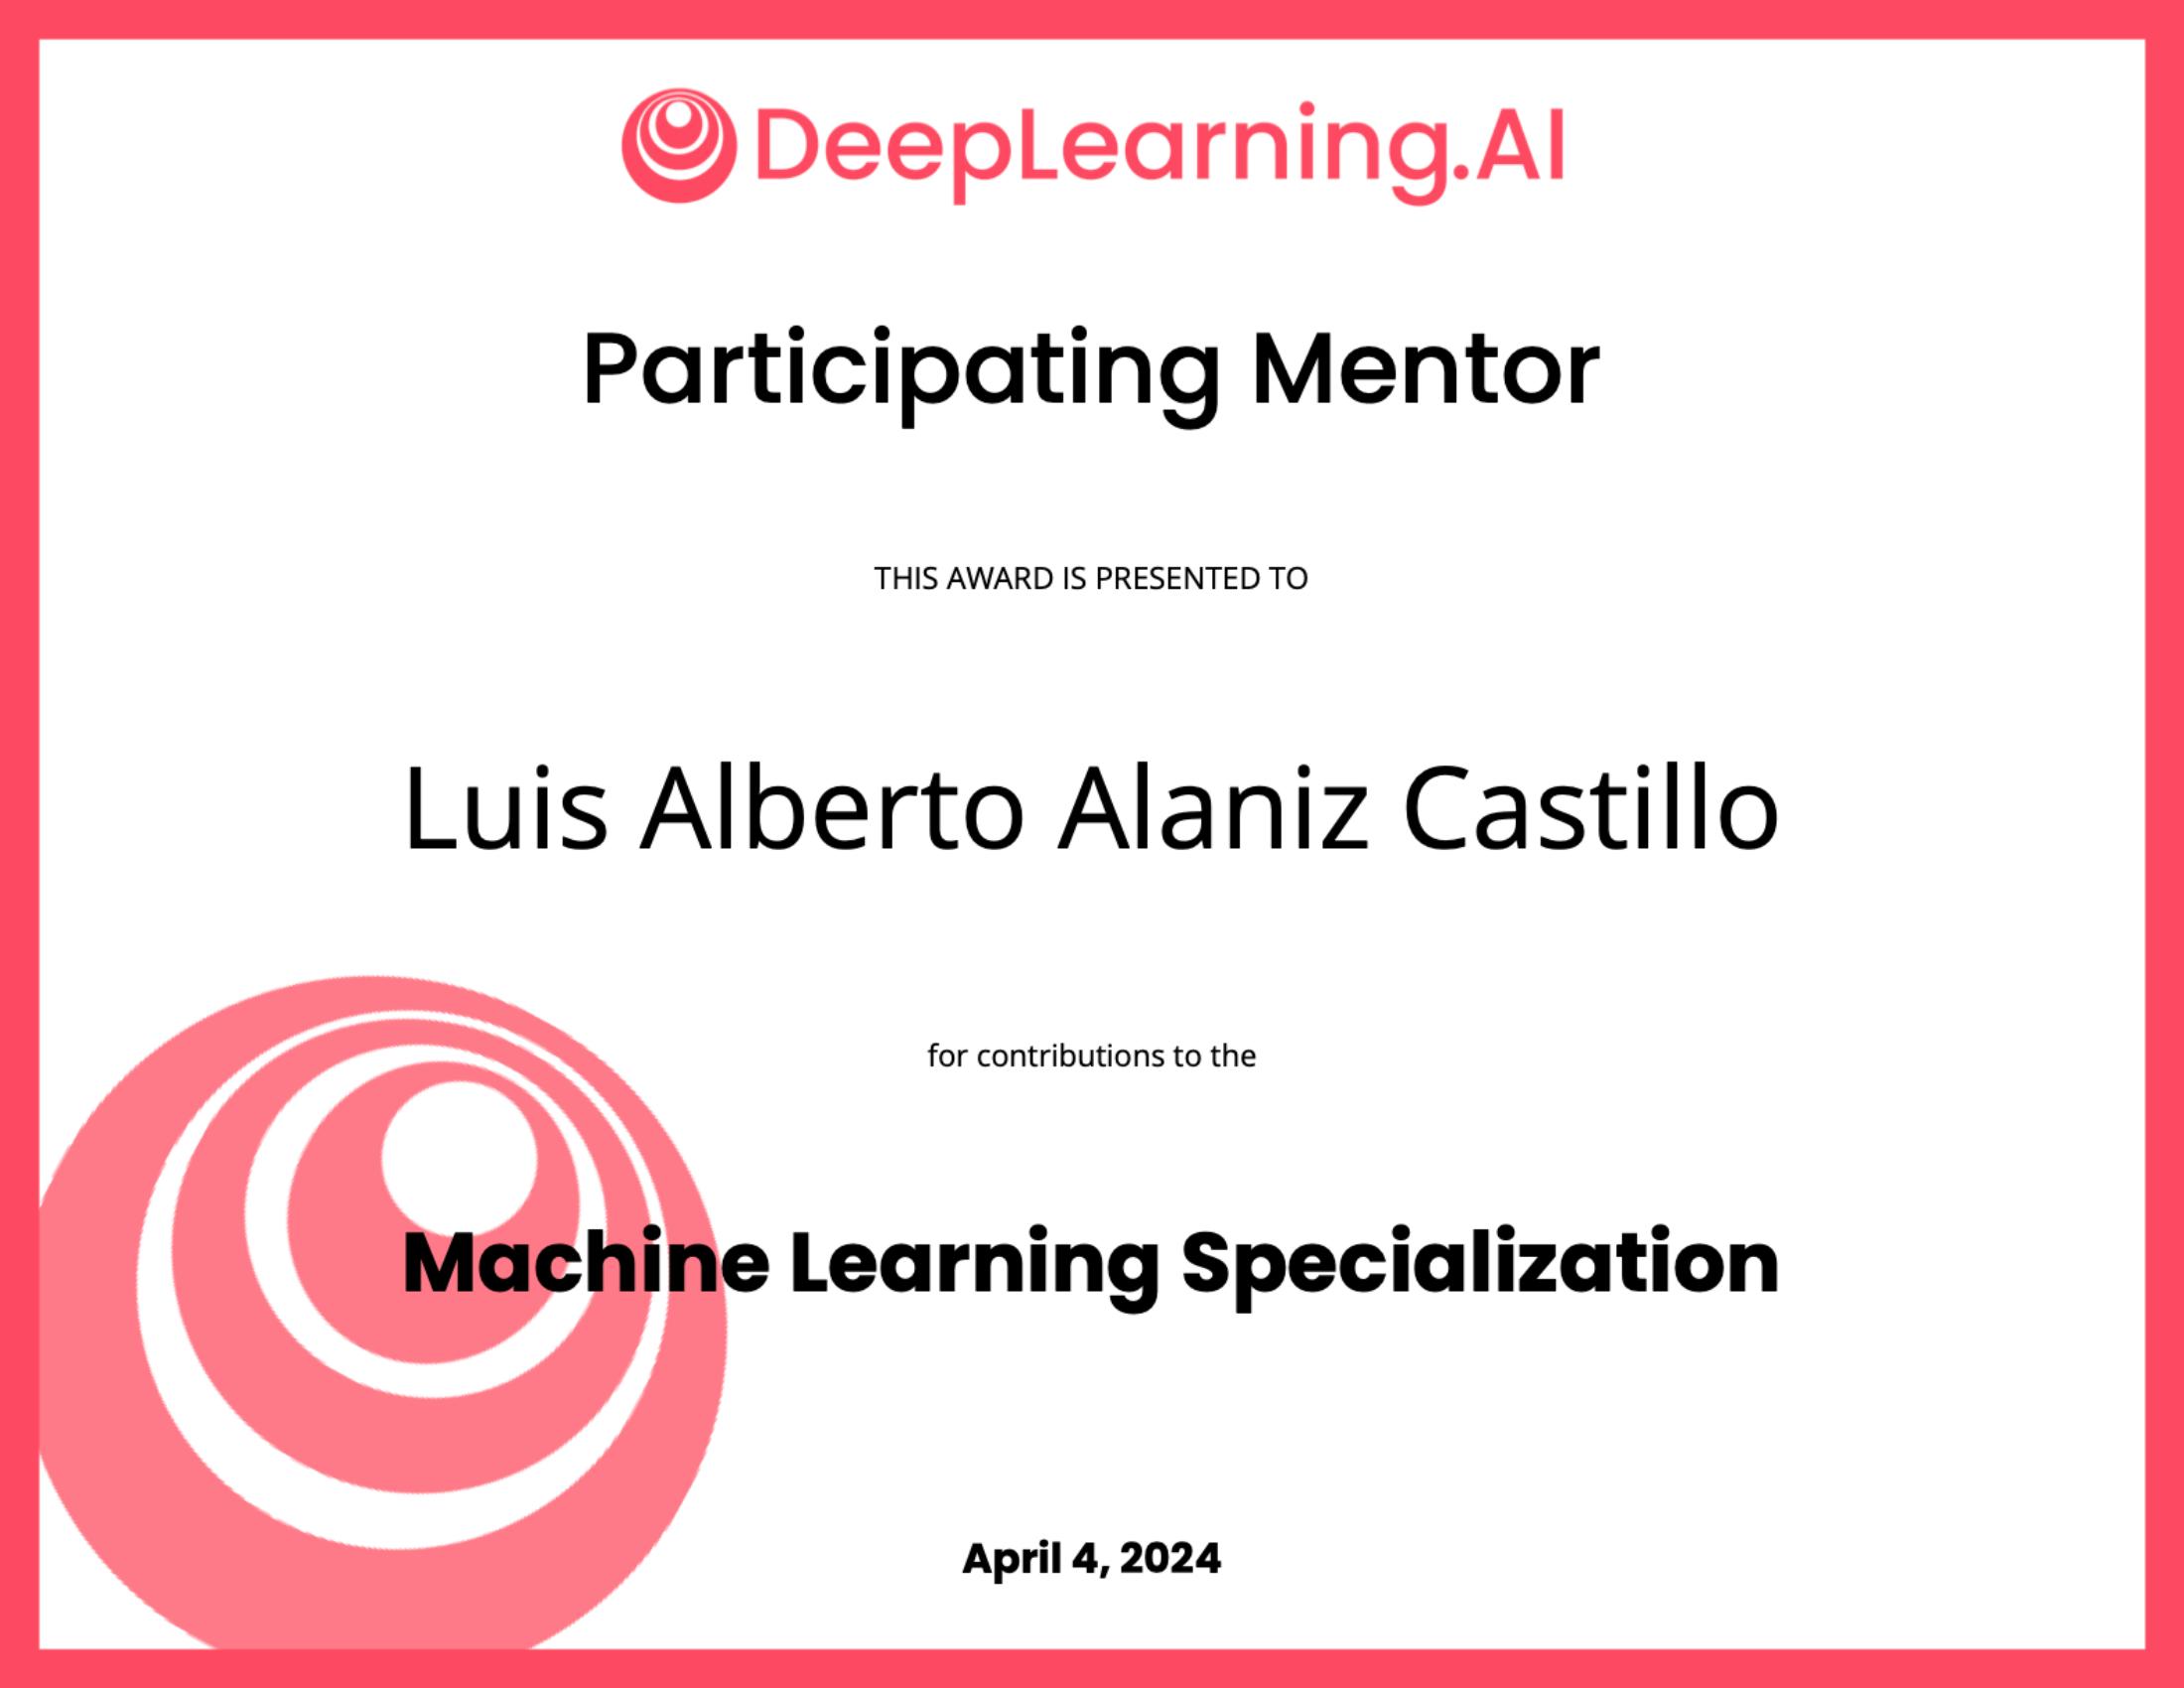 DeepLearning.AI
Participating Mentor
THIS AWARD IS PRESENTED TO
Luis Alberto Alaniz Castillo
for contributions to the
Machine Learning Specialization
April 4, 2024